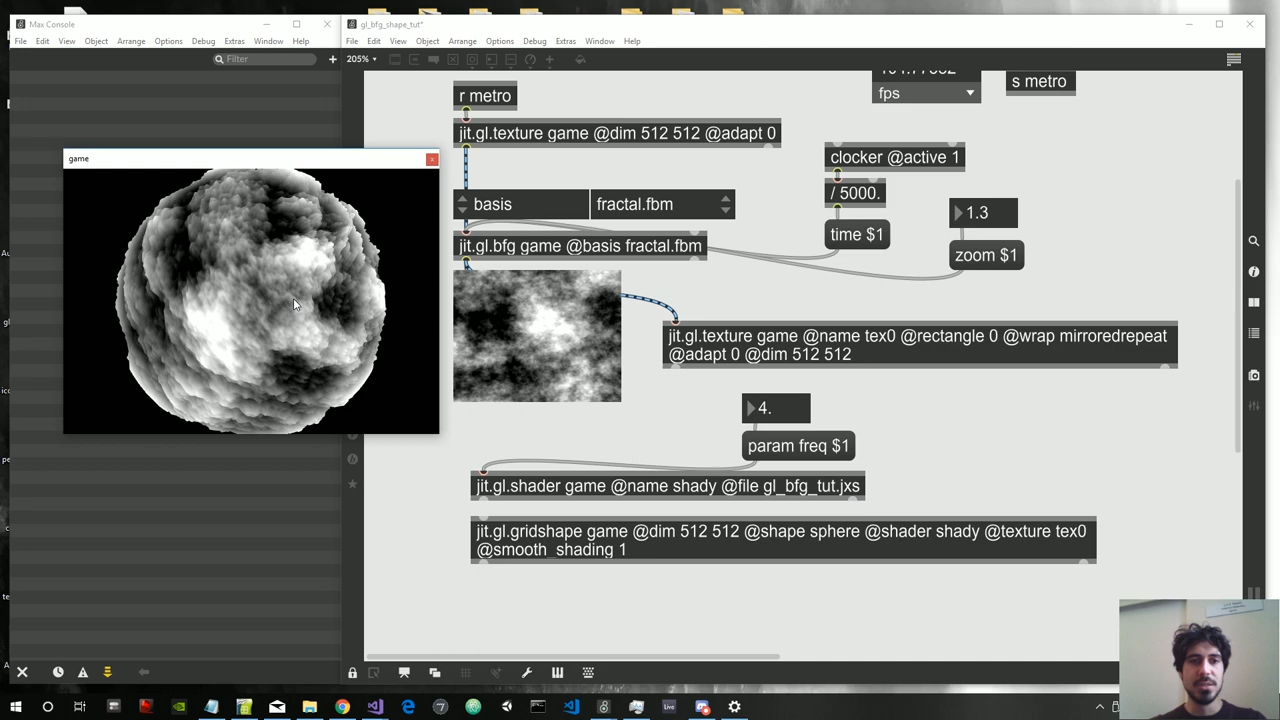 Max Console
File Edit View Object Arrange Options Debug Extras Window Help
Filter
gl_bfg_shape_tut*
File Edit View Object Arrange Options Debug Extras Window Help
205%
fps
s metro
r metro
jit.gl.texture game @dim 512 512 @adapt 0
clocker @active 1
/ 5000.
time $1
1.3
zoom $1
basis
fractal.fbm
jit.gl.bfg game @basis fractal.fbm
game
jit.gl.texture game @name tex0 @rectangle 0 @wrap mirroredrepeat
@adapt 0 @dim 512 512
4.
param freq $1
jit.gl.shader game @name shady @file gl_bfg_tut.jxs
jit.gl.gridshape game @dim 512 512 @shape sphere @shader shady @texture tex0
@smooth_shading 1
Live